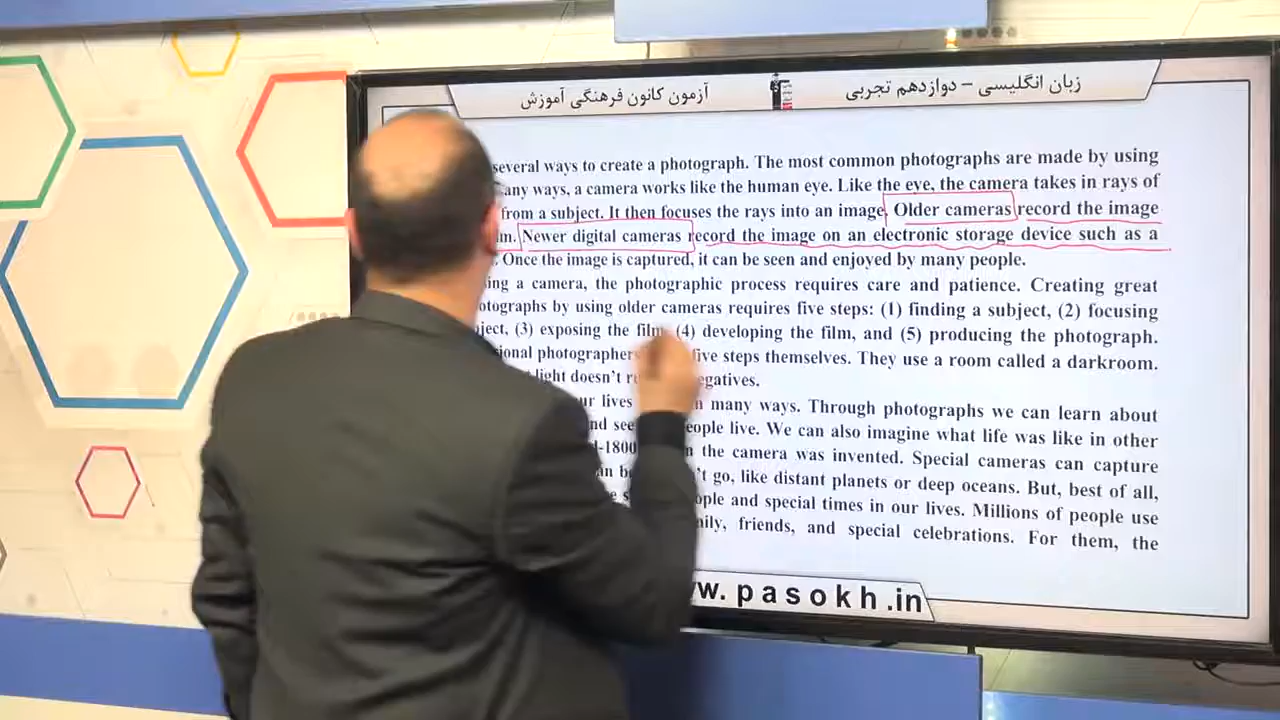 زبان انگلیسی – دوازدهم تجربی
آزمون کانون فرهنگی آموزش
several ways to create a photograph. The most common photographs are made by using
any ways, a camera works like the human eye. Like the eye, the camera takes in rays of
from a subject. It then focuses the rays into an image. Older cameras record the image
Newer digital cameras record the image on an electronic storage device such as a
Once the image is captured, it can be seen and enjoyed by many people.
ing a camera, the photographic process requires care and patience. Creating great
otographs by using older cameras requires five steps: (1) finding a subject, (2) focusing
ject, (3) exposing the film, (4) developing the film, and (5) producing the photograph.
ional photographers five steps themselves. They use a room called a darkroom.
light doesn't egatives.
ur lives many ways. Through photographs we can learn about
nd see eople live. We can also imagine what life was like in other
d-1800 the camera was invented. Special cameras can capture
n 't go, like distant planets or deep oceans. But, best of all,
ople and special times in our lives. Millions of people use
ily, friends, and special celebrations. For them, the
w.pasokh.in